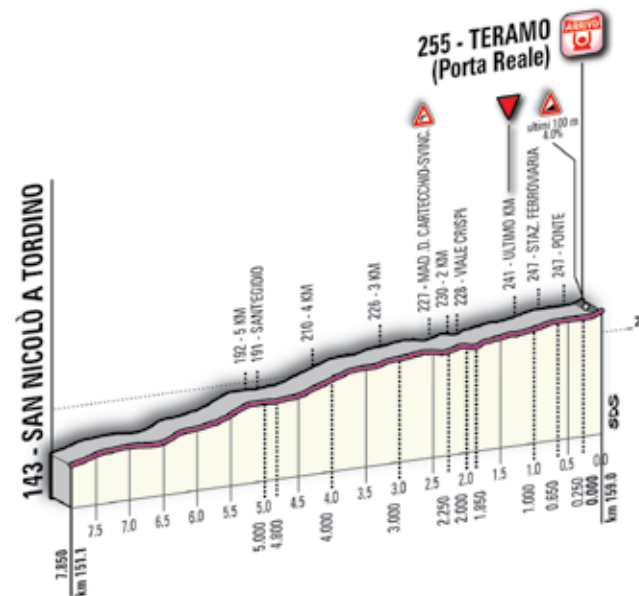 255 - TERAMO
(Porta Reale)
ARRIVO
ultimi 100 m
4.0%
143 - SAN NICOLÒ A TORDINO
192 - 5 KM
191 - SANT'EGIDIO
210 - 4 KM
226 - 3 KM
227 - MAD .D. CARTECCHIO-SVINC.
230 - 2 KM
228 - VIALE CRISPI
241 - ULTIMO KM
247 - STAZ. FERROVIARIA
247 - PONTE
SDS
7.5
7.0
6.5
6.0
5.5
5.0
4.5
4.0
3.5
3.0
2.5
2.0
1.5
1.0
0.5
0.0
7.850
km 151.1
5.000
4.800
4.000
3.000
2.250
2.000
1.850
1.000
0.650
0.250
0.000
km 159.0